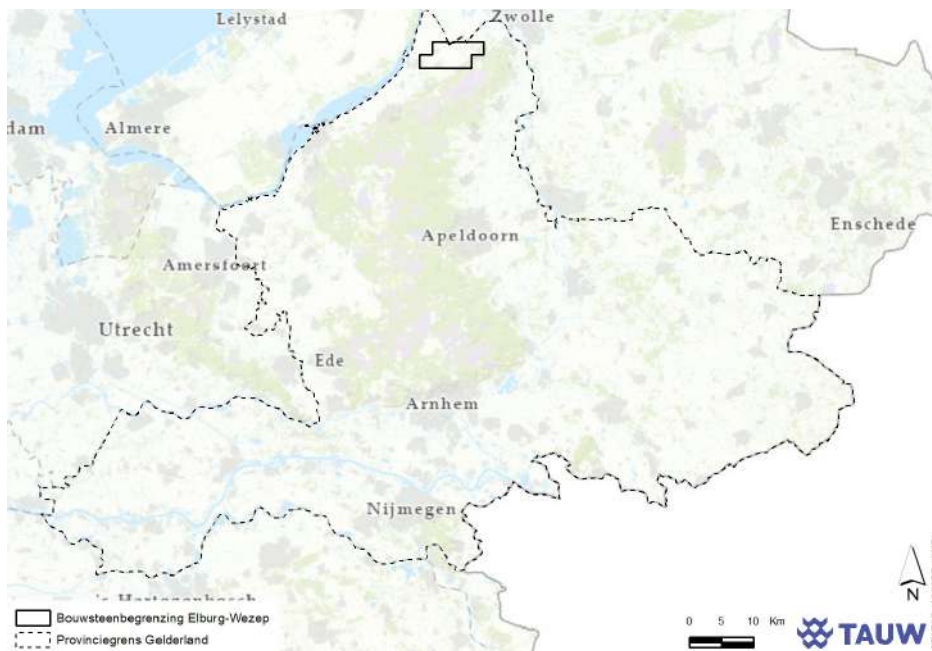 Lelystad
Zwolle
dam
Almere
Apeldoorn
Enschede
Amersfoort
Utrecht
Ede
Arnhem
Nijmegen
's Hertogenbosch
Bouwsteenbegrenzing Elburg-Wezep
Provinciegrens Gelderland
0 5 10 Km
N
TAUW